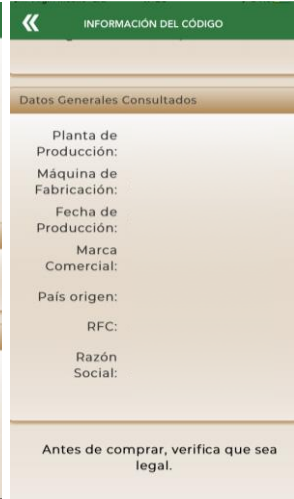 INFORMACIÓN DEL CÓDIGO
Datos Generales Consultados
Planta de
Producción:
Máquina de
Fabricación:
Fecha de
Producción:
Marca
Comercial:
País origen:
RFC:
Razón
Social:
Antes de comprar, verifica que sea
legal.